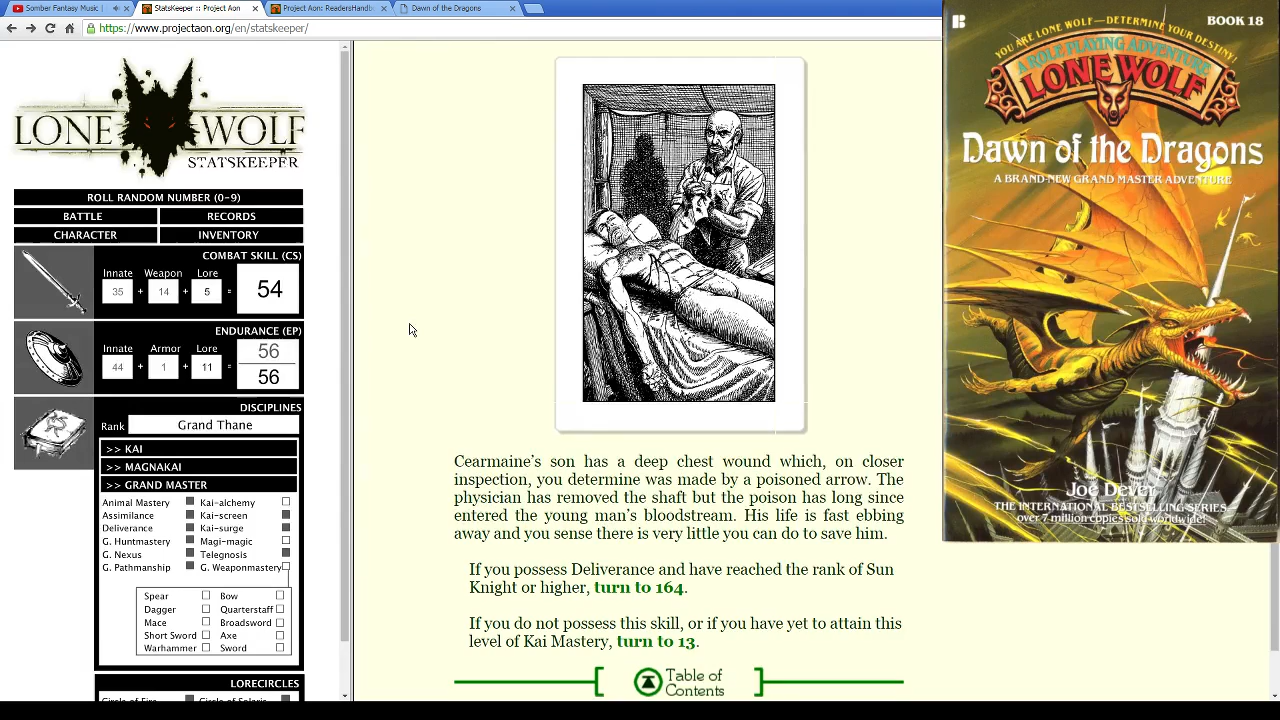 Somber Fantasy Music |
StatsKeeper :: Project Aon
Project Aon: ReadersHandb
Dawn of the Dragons
https://www.projectaon.org/en/statskeeper/
LONE WOLF
STATSKEEPER
ROLL RANDOM NUMBER (0-9)
BATTLE RECORDS
CHARACTER INVENTORY
COMBAT SKILL (CS)
Innate Weapon Lore
35 + 14 + 5 = 54
ENDURANCE (EP)
Innate Armor Lore 56
44 + 1 + 11 = 56
DISCIPLINES
Rank Grand Thane
>> KAI
>> MAGNAKAI
>> GRAND MASTER
Animal Mastery Kai-alchemy
Assimilance Kai-screen
Deliverance Kai-surge
G. Huntmastery Magi-magic
G. Nexus Telegnosis
G. Pathmanship G. Weaponmastery
Spear Bow
Dagger Quarterstaff
Mace Broadsword
Short Sword Axe
Warhammer Sword
LORECIRCLES
Circle of Fire Circle of Solaris
Cearmaine’s son has a deep chest wound which, on closer
inspection, you determine was made by a poisoned arrow. The
physician has removed the shaft but the poison has long since
entered the young man’s bloodstream. His life is fast ebbing
away and you sense there is very little you can do to save him.
If you possess Deliverance and have reached the rank of Sun
Knight or higher, turn to 164.
If you do not possess this skill, or if you have yet to attain this
level of Kai Mastery, turn to 13.
Table of
Contents
B
BOOK 18
YOU ARE LONE WOLF—DETERMINE YOUR DESTINY!
A ROLE PLAYING ADVENTURE
LONE WOLF
Dawn of the Dragons
A BRAND-NEW GRAND MASTER ADVENTURE
Joe Dever
THE INTERNATIONAL BESTSELLING SERIES—
over 7 million copies sold worldwide!